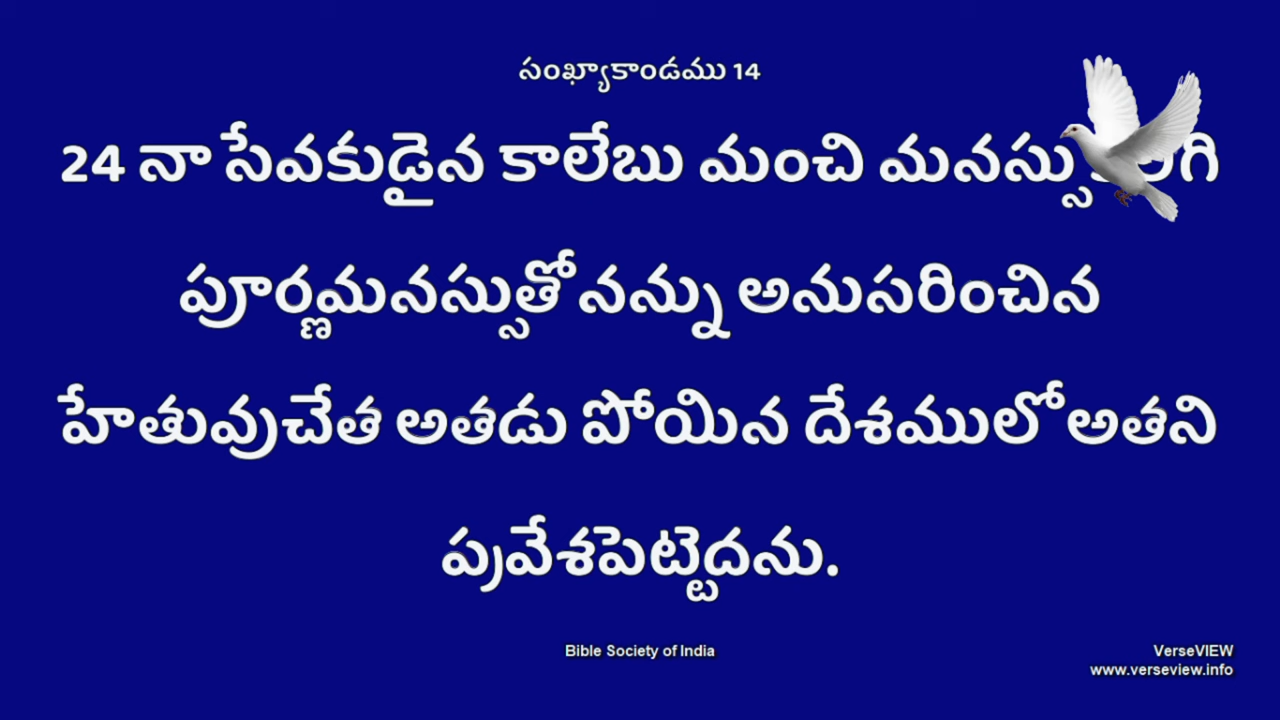 సంఖ్యాకాండము 14
24 నా సేవకుడైన కాలేబు మంచి
పూర్ణమనస్సుతో నన్ను అనుసరించిన
హేతువుచేత అతడు పోయిన దేశములో అతని
ప్రవేశపెట్టెదను.
Bible Society of India
VerseVIEW
www.verseview.info